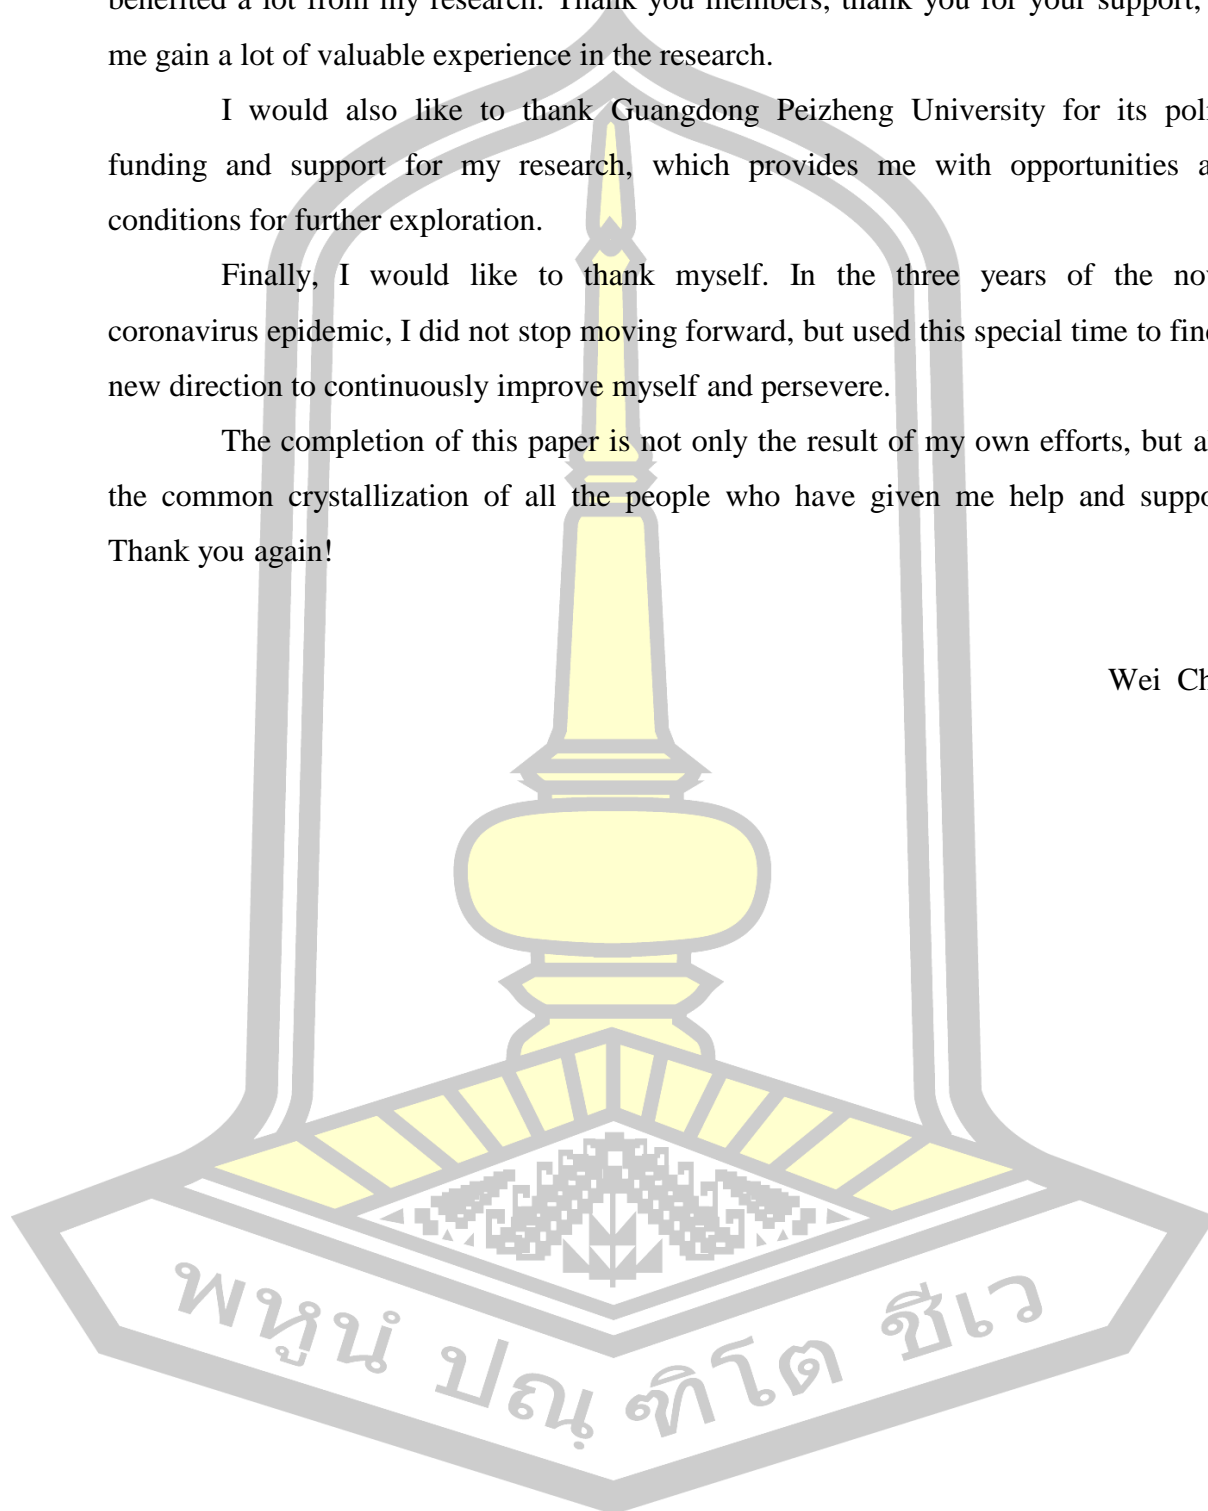 benefited a lot from my research. Thank you members, thank you for your support,
me gain a lot of valuable experience in the research.
I would also like to thank Guangdong Peizheng University for its
funding and support for my research, which provides me with opportunities
conditions for further exploration.
Finally, I would like to thank myself. In the three years of the
coronavirus epidemic, I did not stop moving forward, but used this special time to
new direction to continuously improve myself and persevere.
The completion of this paper is not only the result of my own efforts, but
the common crystallization of all the people who have given me help and
Thank you again!
Wei
พหูนํ ปณฺฑิโต ชีเว